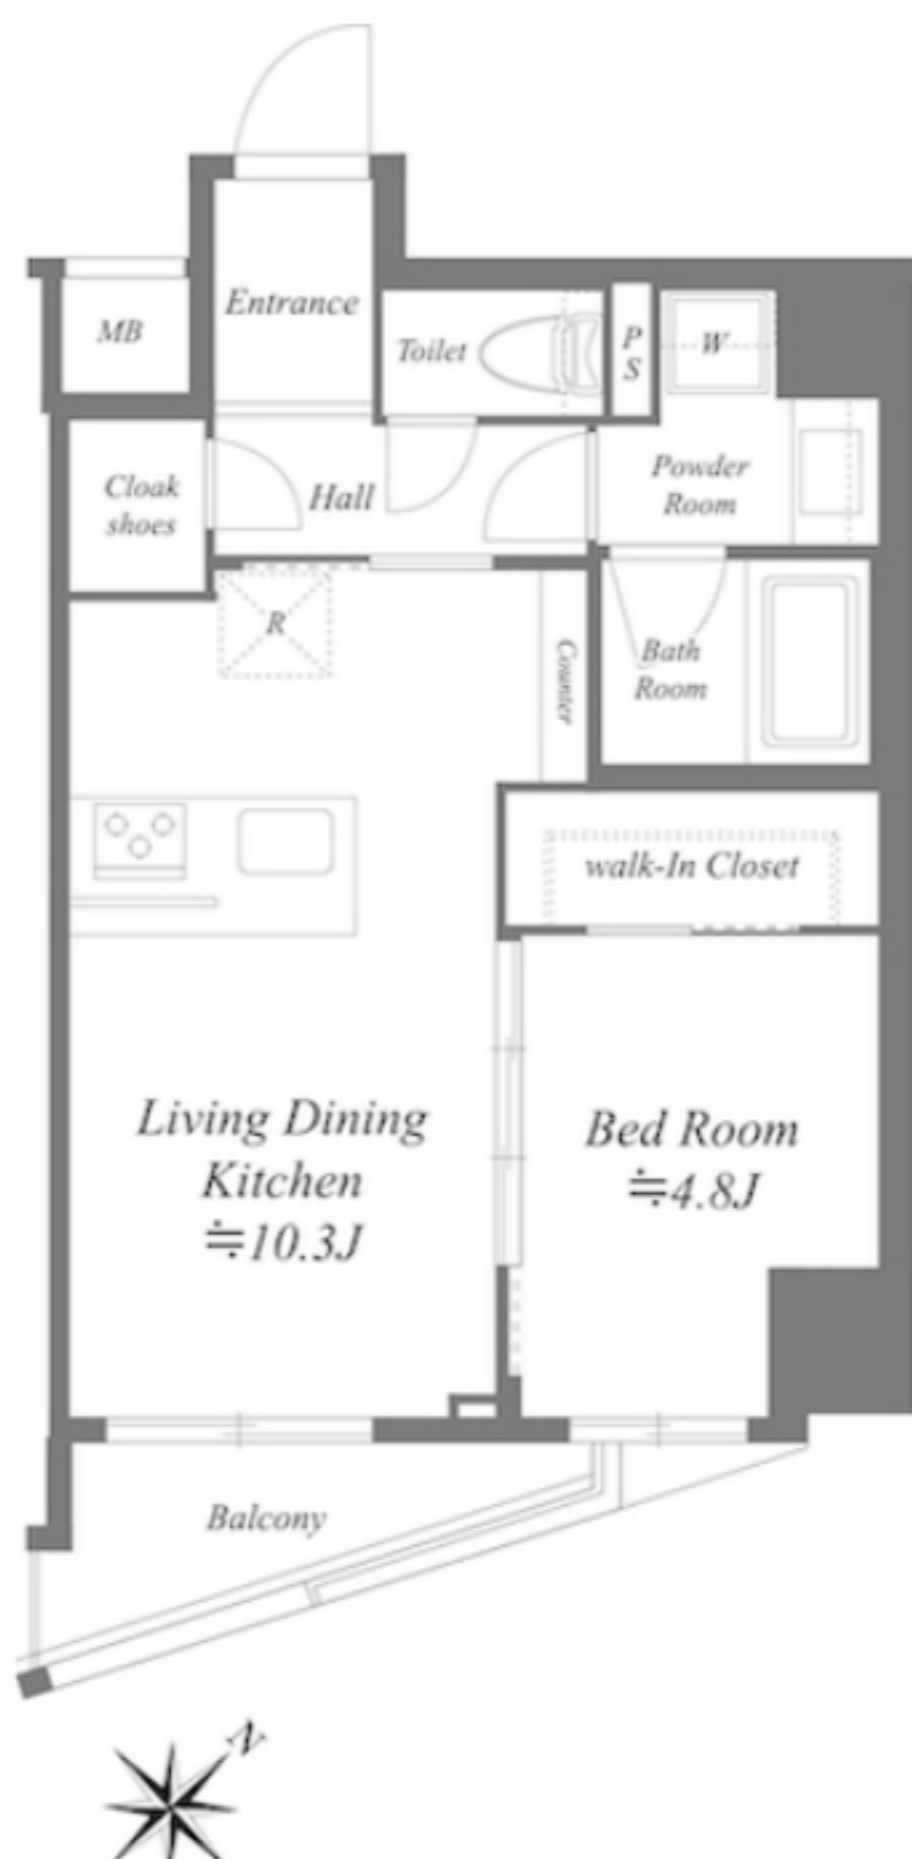 Entrance
MB
Toilet
P
S
W
Cloak
shoes
Hall
Powder
Room
R
Counter
Bath
Room
walk-In Closet
Living Dining
Kitchen
≒10.3J
Bed Room
≒4.8J
Balcony
N